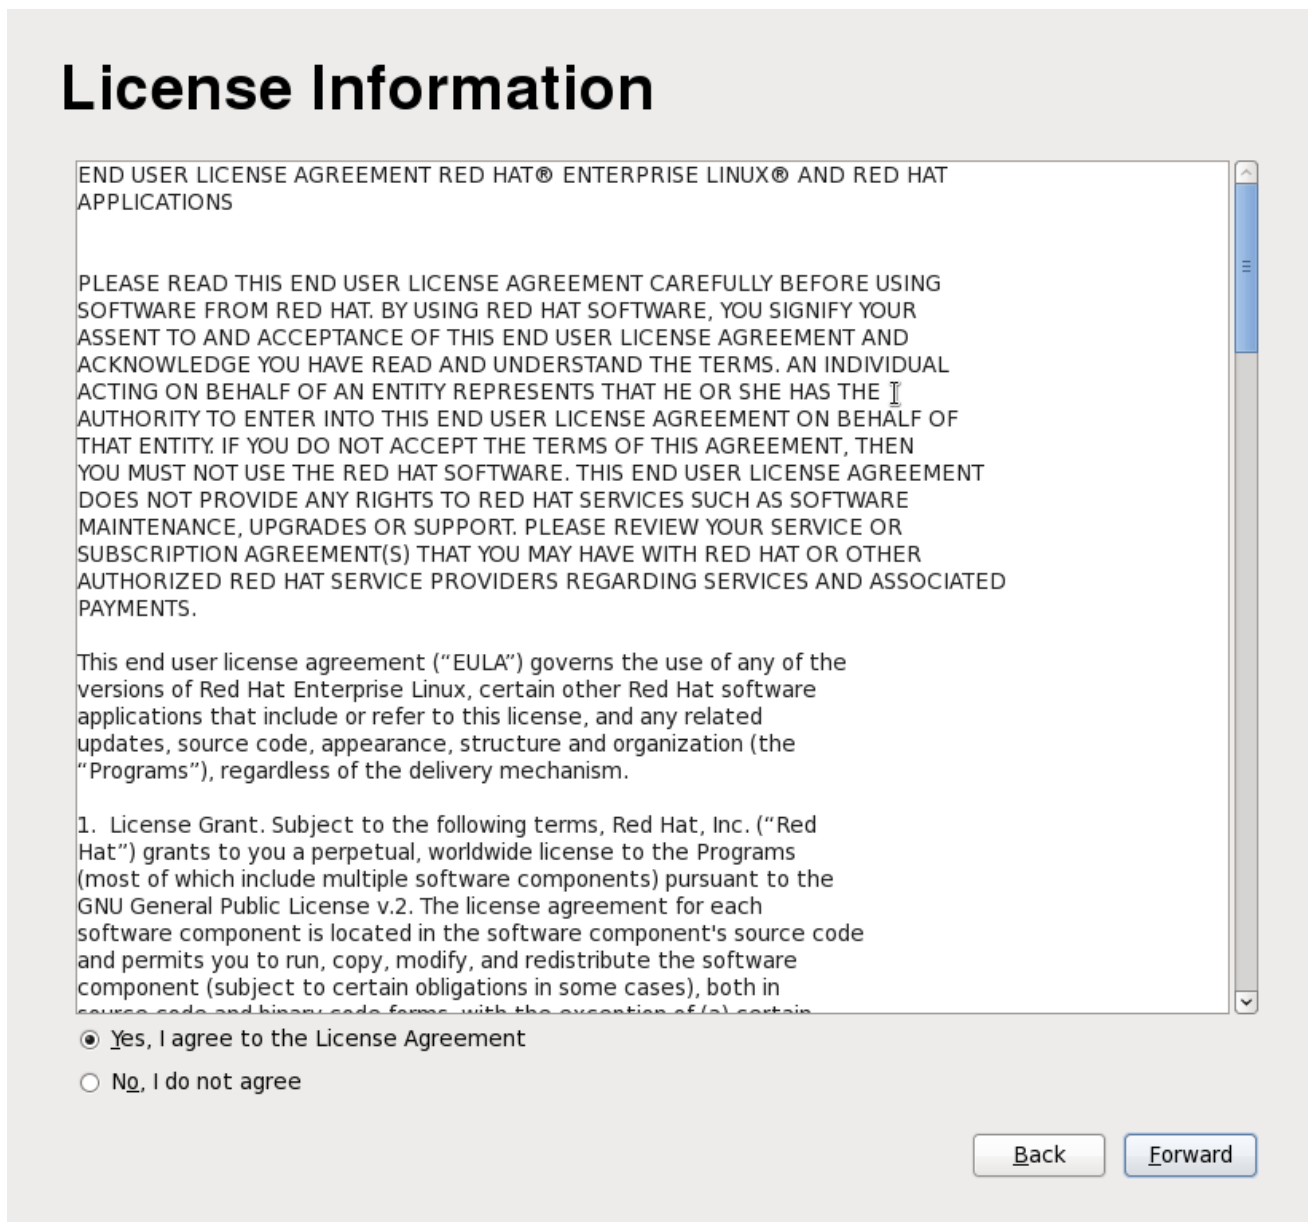 License Information
END USER LICENSE AGREEMENT RED HAT® ENTERPRISE LINUX® AND RED HAT
APPLICATIONS
PLEASE READ THIS END USER LICENSE AGREEMENT CAREFULLY BEFORE USING
SOFTWARE FROM RED HAT. BY USING RED HAT SOFTWARE, YOU SIGNIFY YOUR
ASSENT TO AND ACCEPTANCE OF THIS END USER LICENSE AGREEMENT AND
ACKNOWLEDGE YOU HAVE READ AND UNDERSTAND THE TERMS. AN INDIVIDUAL
ACTING ON BEHALF OF AN ENTITY REPRESENTS THAT HE OR SHE HAS THE
AUTHORITY TO ENTER INTO THIS END USER LICENSE AGREEMENT ON BEHALF OF
THAT ENTITY. IF YOU DO NOT ACCEPT THE TERMS OF THIS AGREEMENT, THEN
YOU MUST NOT USE THE RED HAT SOFTWARE. THIS END USER LICENSE AGREEMENT
DOES NOT PROVIDE ANY RIGHTS TO RED HAT SERVICES SUCH AS SOFTWARE
MAINTENANCE, UPGRADES OR SUPPORT. PLEASE REVIEW YOUR SERVICE OR
SUBSCRIPTION AGREEMENT(S) THAT YOU MAY HAVE WITH RED HAT OR OTHER
AUTHORIZED RED HAT SERVICE PROVIDERS REGARDING SERVICES AND ASSOCIATED
PAYMENTS.
This end user license agreement (“EULA”) governs the use of any of the
versions of Red Hat Enterprise Linux, certain other Red Hat software
applications that include or refer to this license, and any related
updates, source code, appearance, structure and organization (the
“Programs”), regardless of the delivery mechanism.
1.  License Grant. Subject to the following terms, Red Hat, Inc. (“Red
Hat”) grants to you a perpetual, worldwide license to the Programs
(most of which include multiple software components) pursuant to the
GNU General Public License v.2. The license agreement for each
software component is located in the software component's source code
and permits you to run, copy, modify, and redistribute the software
component (subject to certain obligations in some cases), both in
source code and binary code forms, with the exception of (a) certain
Yes, I agree to the License Agreement
No, I do not agree
Back
Forward